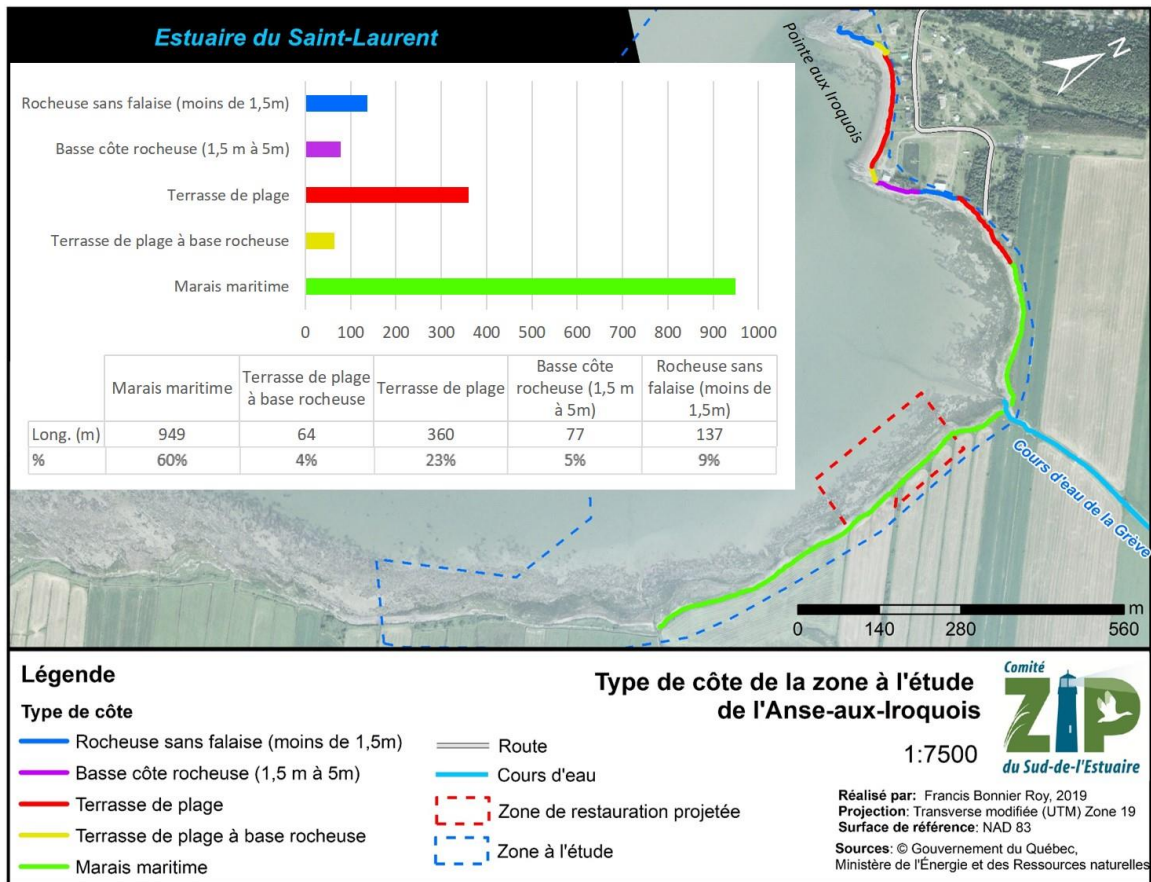 Estuaire du Saint-Laurent
Pointe aux Iroquois
N
Rocheuse sans falaise (moins de 1,5m)
Basse côte rocheuse (1,5 m à 5m)
Terrasse de plage
Terrasse de plage à base rocheuse
Marais maritime
0 100 200 300 400 500 600 700 800 900 1000
Marais maritime
Terrasse de plage
à base rocheuse
Terrasse de plage
Basse côte
rocheuse (1,5 m
à 5m)
Rocheuse sans
falaise (moins de
1,5m)
Long. (m) 949 64 360 77 137
% 60% 4% 23% 5% 9%
Cours d'eau de la Grève
m
0 140 280 560
Légende
Type de côte
Rocheuse sans falaise (moins de 1,5m)
Basse côte rocheuse (1,5 m à 5m)
Terrasse de plage
Terrasse de plage à base rocheuse
Marais maritime
Route
Cours d'eau
Zone de restauration projetée
Zone à l'étude
Type de côte de la zone à l'étude
de l'Anse-aux-Iroquois
1:7500
Comité
ZIP
du Sud-de-l'Estuaire
Réalisé par: Francis Bonnier Roy, 2019
Projection: Transverse modifiée (UTM) Zone 19
Surface de référence: NAD 83
Sources: © Gouvernement du Québec,
Ministère de l'Énergie et des Ressources naturelles